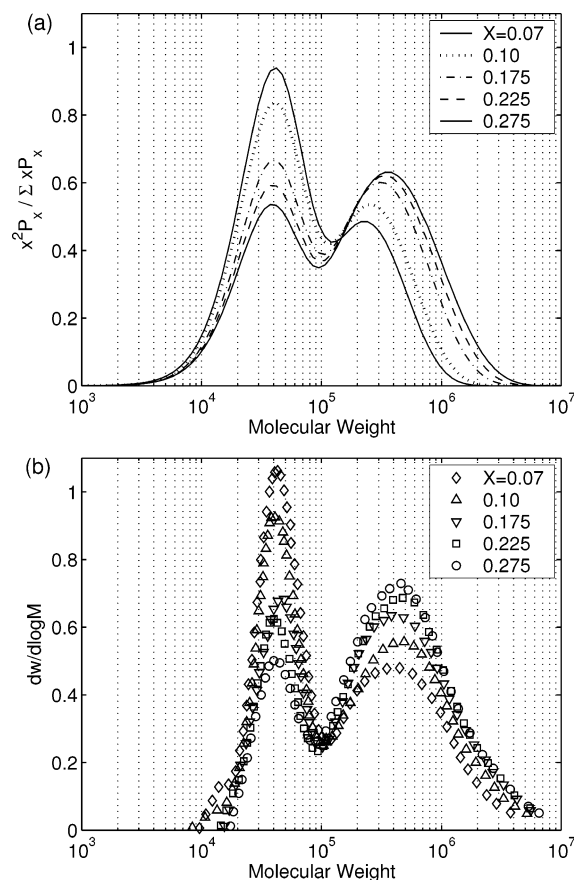 (a)
1
0.8
0.6
0.4
0.2
0
x²Pₓ / Σ xPₓ
X=0.07
0.10
0.175
0.225
0.275
10³ 10⁴ 10⁵ 10⁶ 10⁷
Molecular Weight
(b)
1
0.8
0.6
0.4
0.2
0
dw/dlogM
X=0.07
0.10
0.175
0.225
0.275
10³ 10⁴ 10⁵ 10⁶ 10⁷
Molecular Weight